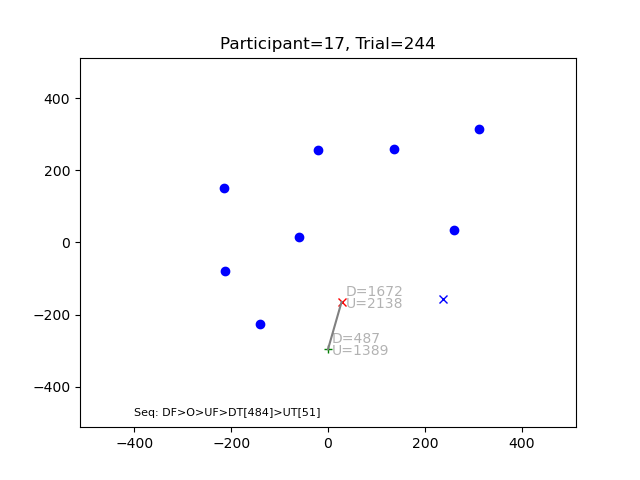 Participant=17, Trial=244
400
200
0
−200
−400
D=1672
U=2138
D=487
U=1389
Seq: DF>O>UF>DT[484]>UT[51]
−400
−200
0
200
400